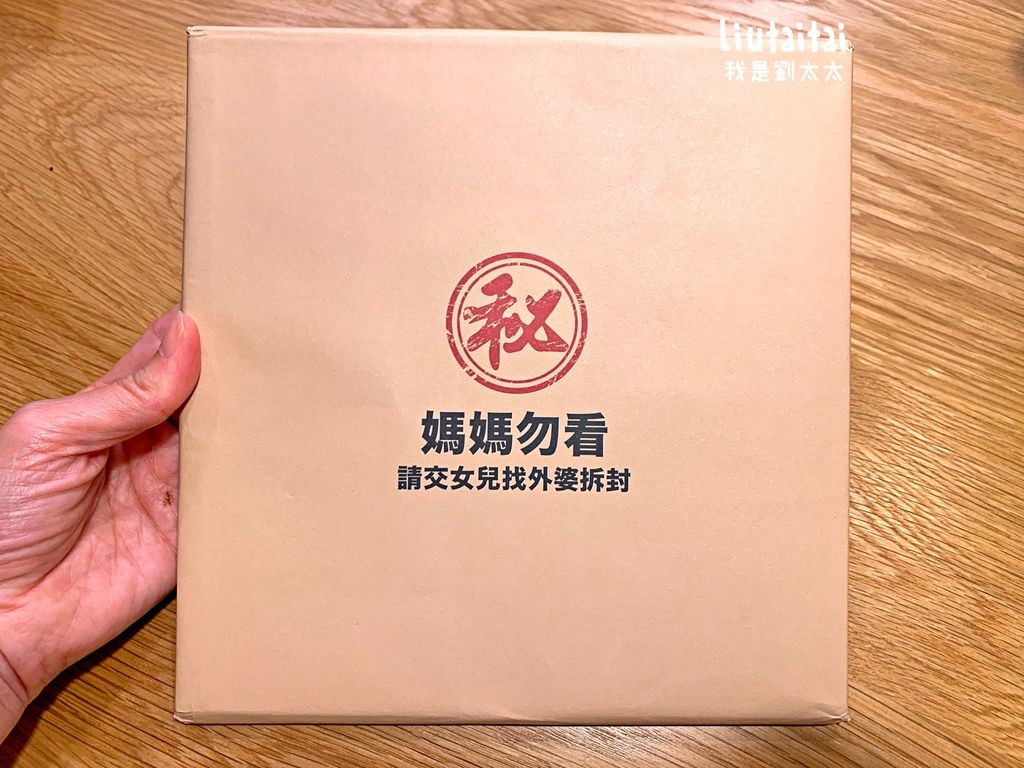 liutaitai
我是劉太太
秘
媽媽勿看
請交女兒找外婆拆封